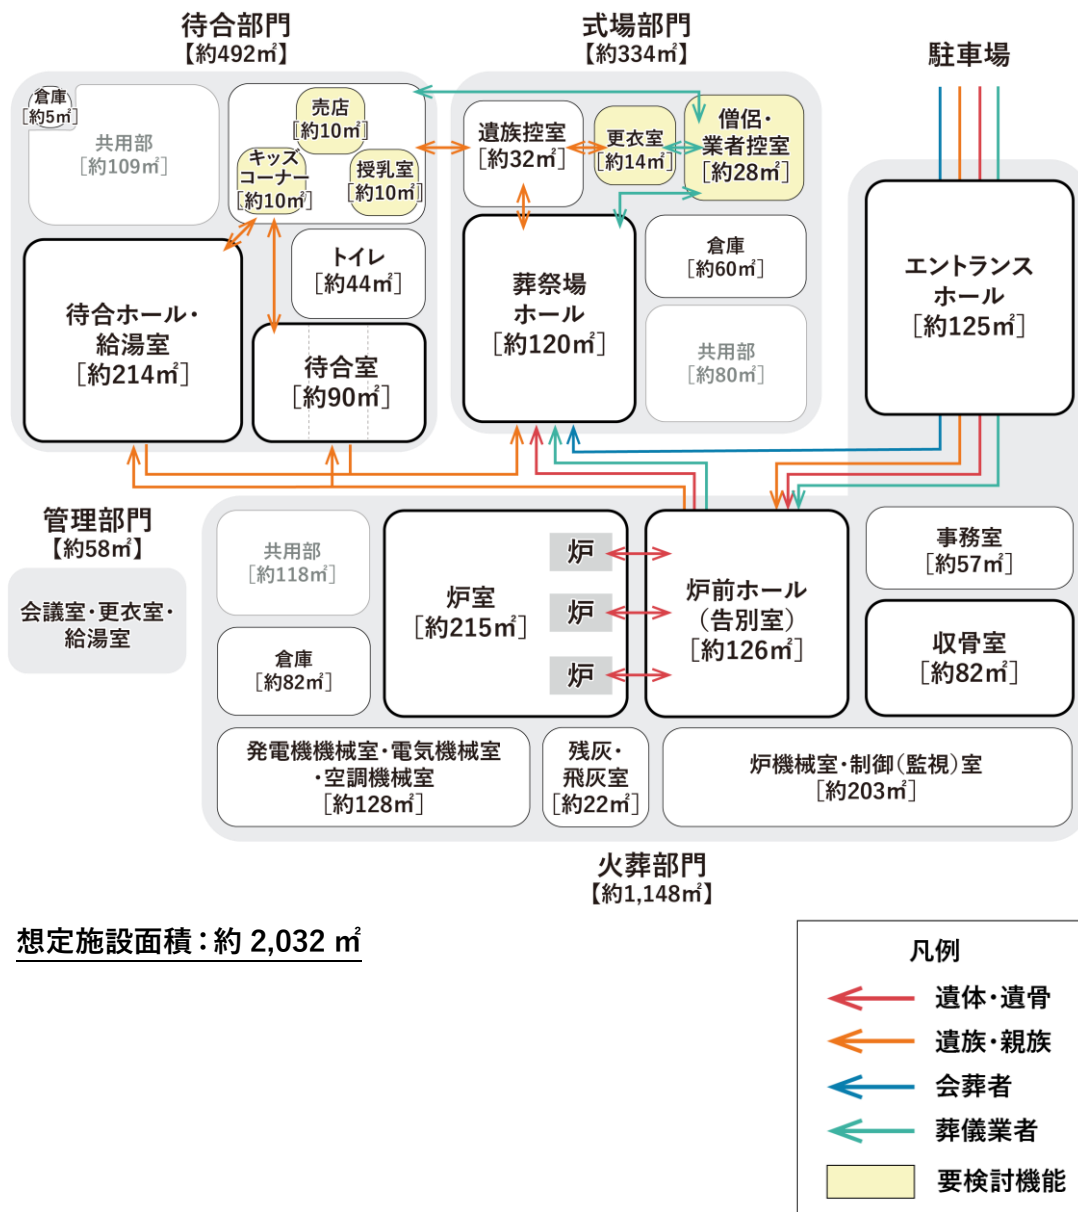 待合部門
【約492㎡】
式場部門
【約334㎡】
駐車場
倉庫
[約5㎡]
共用部
[約109㎡]
売店
[約10㎡]
キッズ
コーナー
[約10㎡]
授乳室
[約10㎡]
遺族控室
[約32㎡]
更衣室
[約14㎡]
僧侶・
業者控室
[約28㎡]
待合ホール・
給湯室
[約214㎡]
トイレ
[約44㎡]
待合室
[約90㎡]
葬祭場
ホール
[約120㎡]
倉庫
[約60㎡]
共用部
[約80㎡]
エントランス
ホール
[約125㎡]
管理部門
【約58㎡】
会議室・更衣室・
給湯室
共用部
[約118㎡]
倉庫
[約82㎡]
炉室
[約215㎡]
炉
炉
炉
炉前ホール
(告別室)
[約126㎡]
事務室
[約57㎡]
収骨室
[約82㎡]
発電機機械室・電気機械室
・空調機械室
[約128㎡]
残灰・
飛灰室
[約22㎡]
炉機械室・制御(監視)室
[約203㎡]
火葬部門
【約1,148㎡】
想定施設面積：約 2,032 ㎡
凡例
遺体・遺骨
遺族・親族
会葬者
葬儀業者
要検討機能